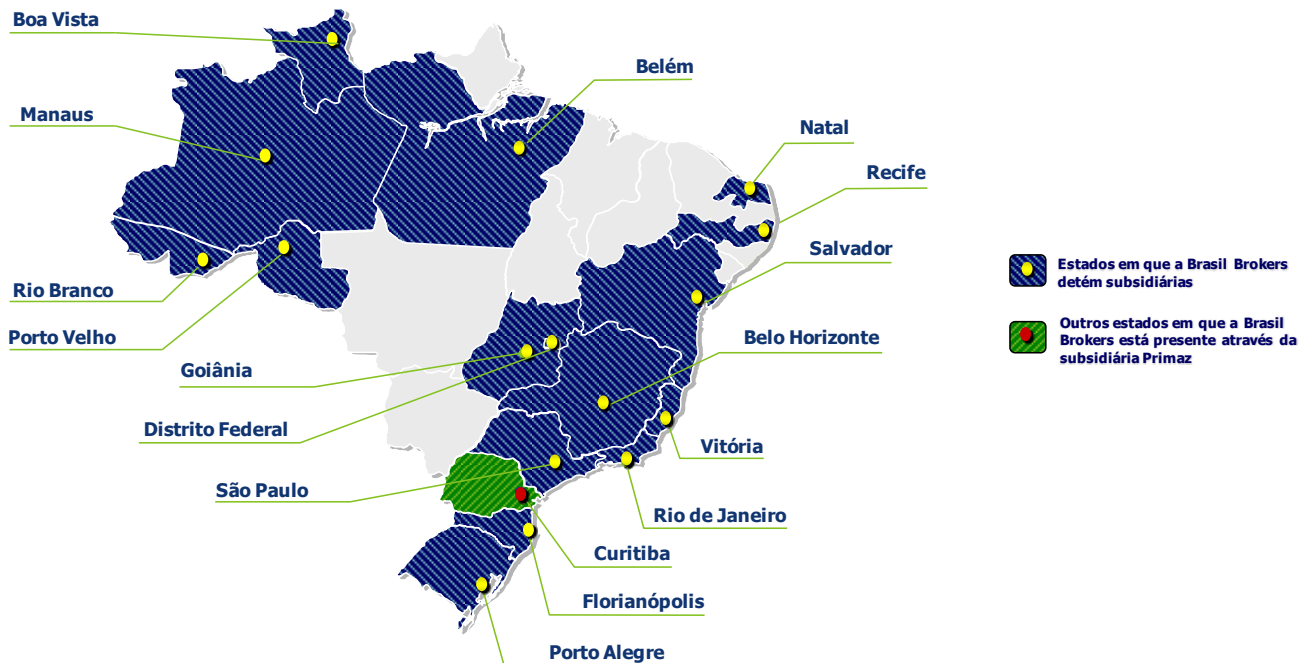 Boa Vista
Belém
Manaus
Natal
Recife
Salvador
Rio Branco
Porto Velho
Belo Horizonte
Goiânia
Distrito Federal
Vitória
São Paulo
Rio de Janeiro
Curitiba
Florianópolis
Porto Alegre
Estados em que a Brasil Brokers
detém subsidiárias
Outros estados em que a Brasil
Brokers está presente através da
subsidiária Primaz